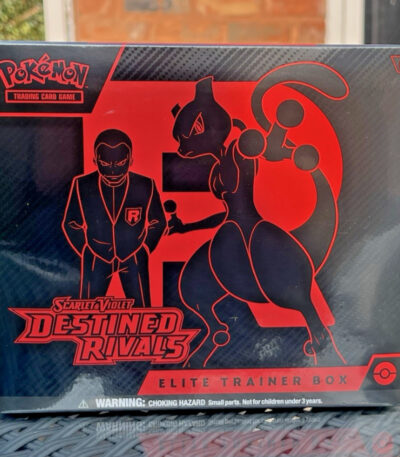 POKéMON
TRADING CARD GAME
R
SCARLET & VIOLET
DESTINED
RIVALS
ELITE TRAINER BOX
WARNING: CHOKING HAZARD Small parts. Not for children under 3 years.